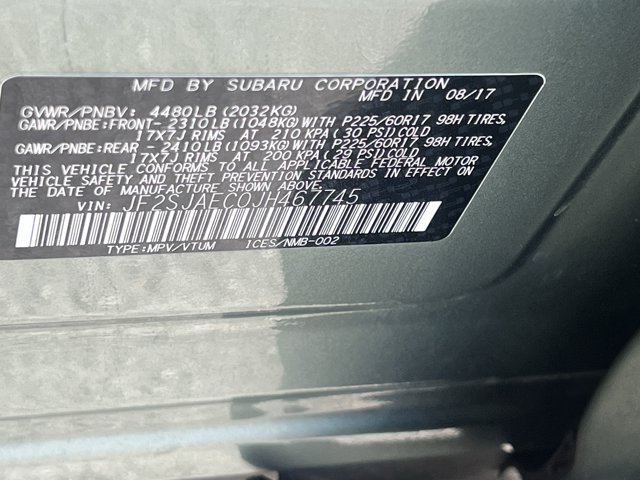 MFD BY SUBARU CORPORATION
MFD IN 08/17
GVWR/PNBV: 4480LB(2032KG)
GAWR/PNBE:FRONT- 2310LB(1048KG)WITH P225/60R17 98H TIRES,
17X7J RIMS AT 210 KPA(30 PSI)COLD
GAWR/PNBE:REAR - 2410LB(1093KG)WITH P225/60R17 98H TIRES,
17X7J RIMS AT 200 KPA(29 PSI)COLD
THIS VEHICLE CONFORMS TO ALL APPLICABLE FEDERAL MOTOR
VEHICLE SAFETY AND THEFT PREVENTION STANDARDS IN EFFECT ON
THE DATE OF MANUFACTURE SHOWN ABOVE.
VIN: JF2SJAEC0JH467745
TYPE:MPV/VTUM ICES/NMB-002